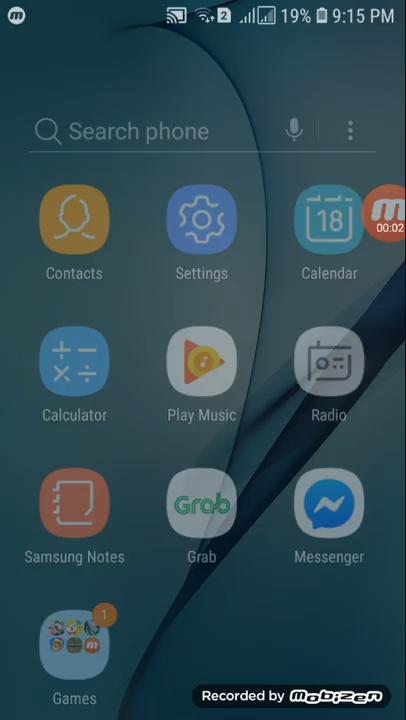 m 2 19% 9:15 PM
Search phone
18
m
00:02
Contacts Settings Calendar
Calculator Play Music Radio
Grab
Samsung Notes Grab Messenger
1
m
Games
Recorded by Mobizen